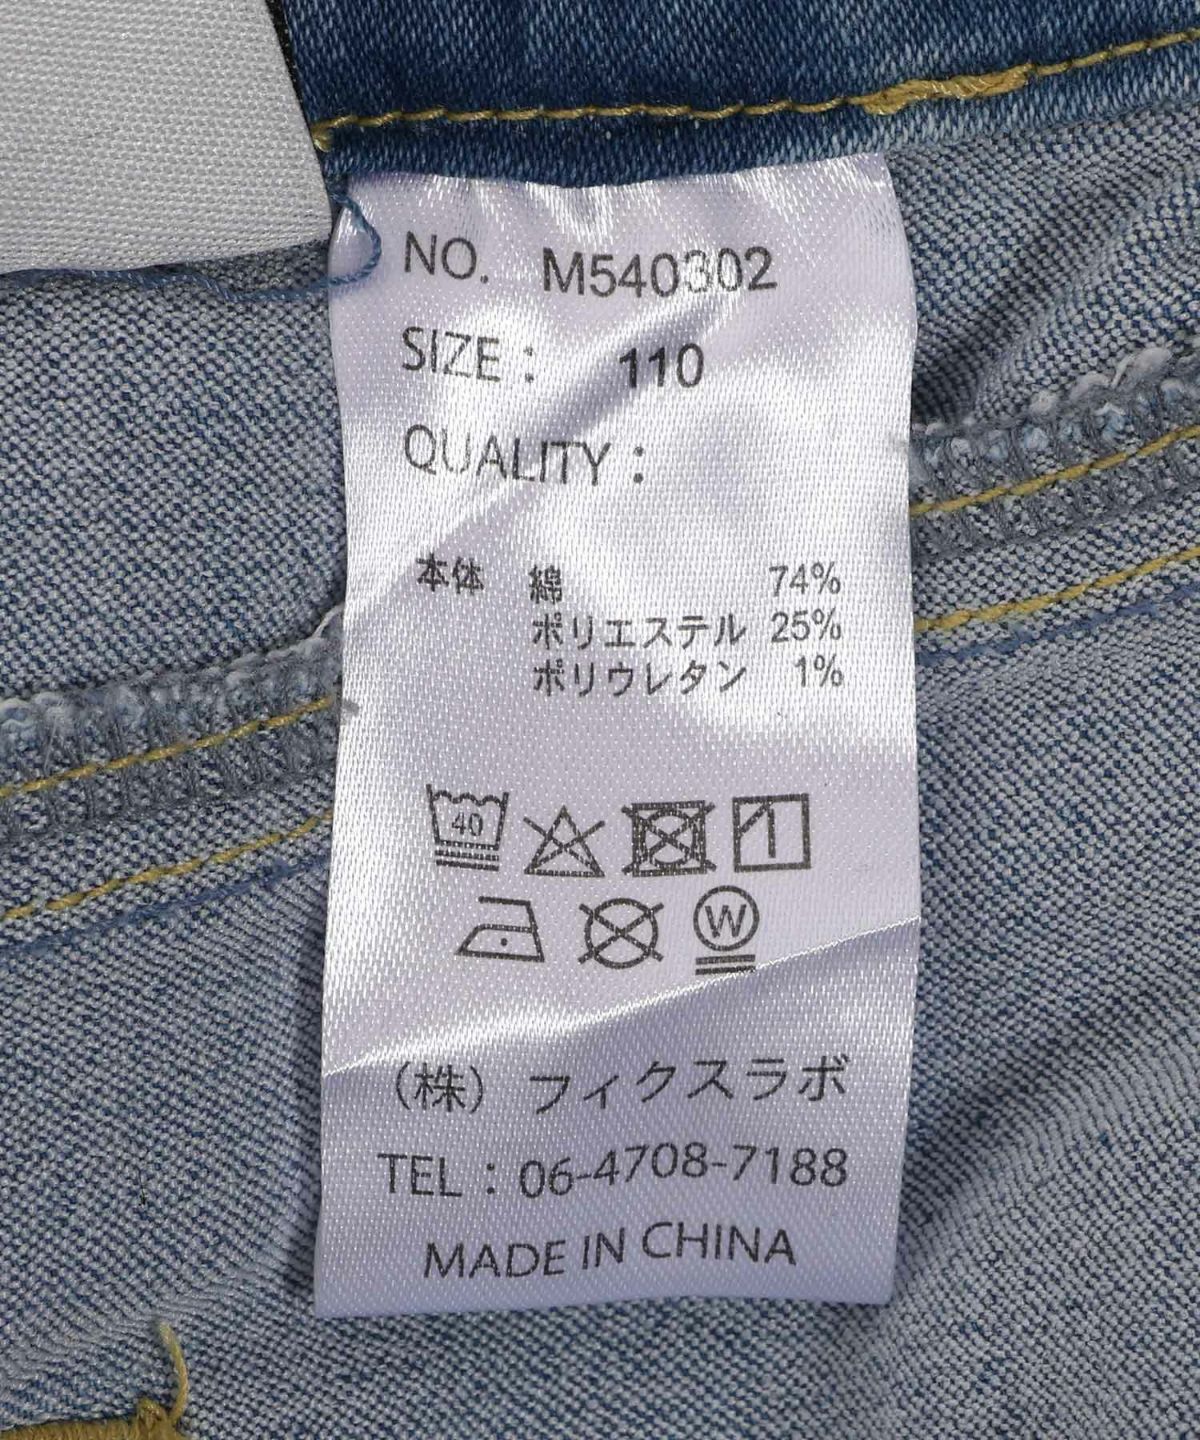 NO. M540302
SIZE : 110
QUALITY :
本体 綿 74%
ポリエステル 25%
ポリウレタン 1%
40
W
(株) フィクスラボ
TEL : 06-4708-7188
MADE IN CHINA